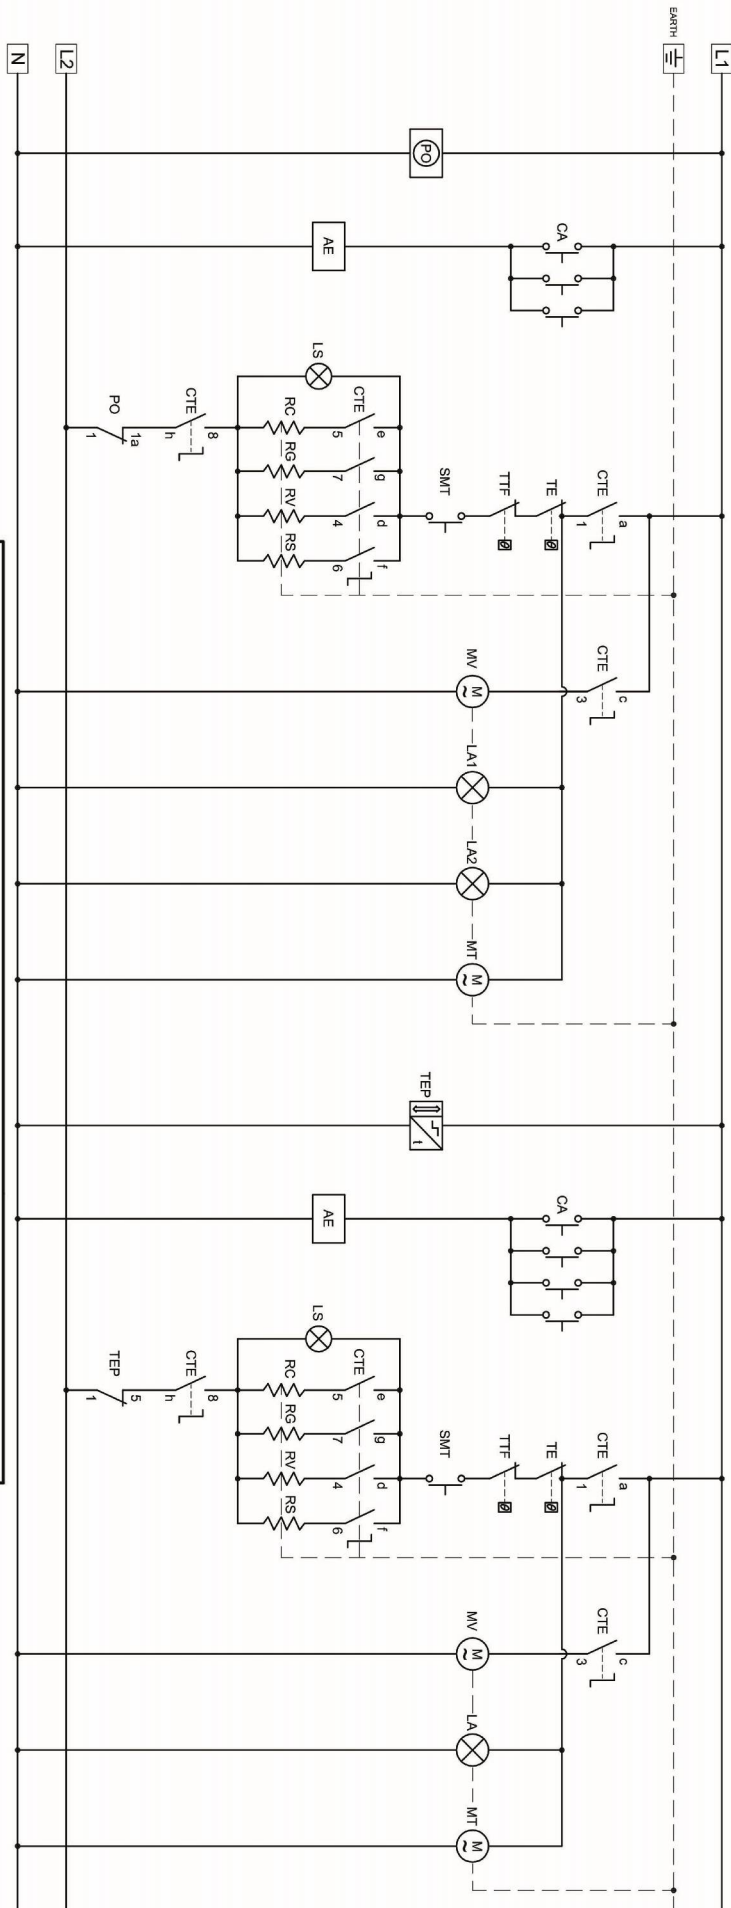 L1
EARTH
L2
N
PO
CA
AE
CTE
a
1
TE
TTF
SMT
LS
CTE
e
g
d
f
5
7
4
6
RC
RG
RV
RS
8
CTE
h
1a
PO
1
CTE
c
3
MV
M
~
LA1
LA2
MT
M
~
TEP
t
CA
AE
CTE
a
1
TE
TTF
SMT
LS
CTE
e
g
d
f
5
7
4
6
RC
RG
RV
RS
8
CTE
h
5
TEP
1
CTE
c
3
MV
M
~
LA
MT
M
~